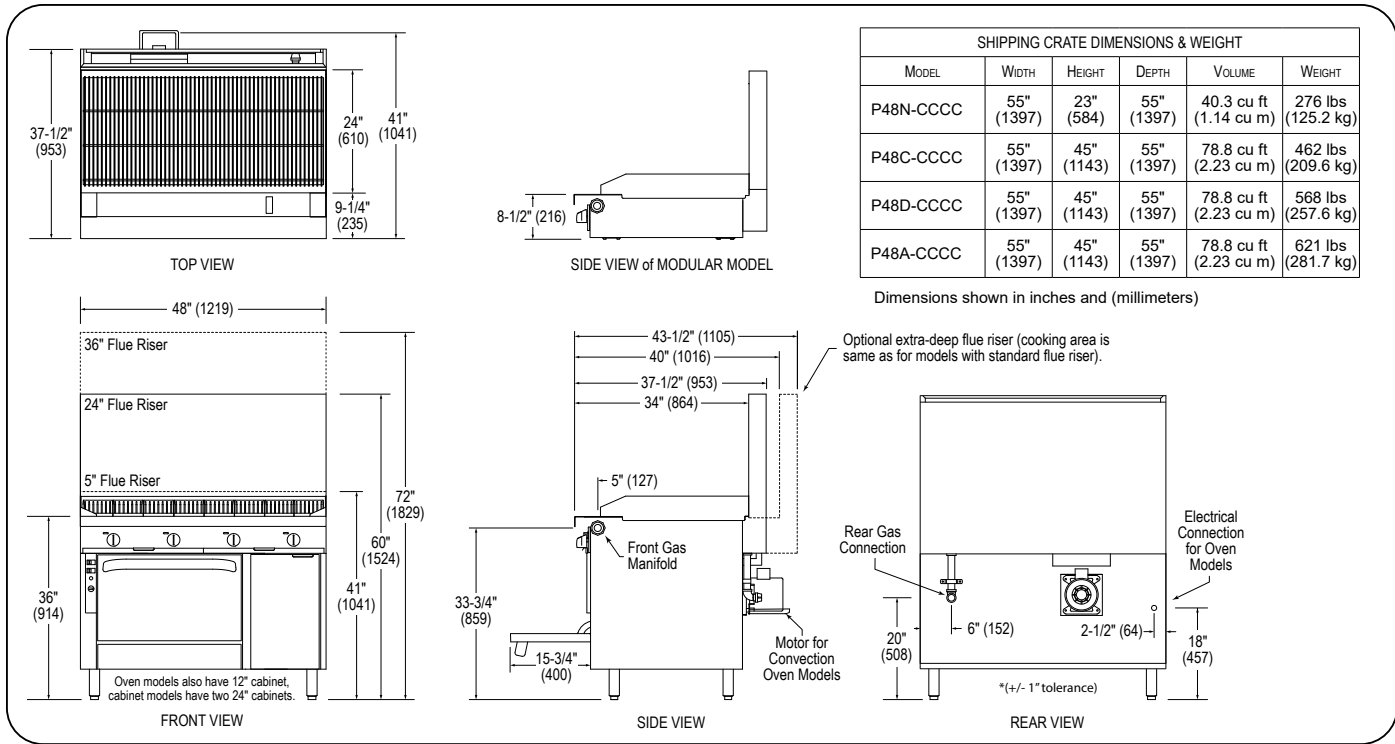 37-1/2"
(953)
24"
(610)
41"
(1041)
9-1/4"
(235)
TOP VIEW
8-1/2" (216)
SIDE VIEW of MODULAR MODEL
SHIPPING CRATE DIMENSIONS & WEIGHT
MODEL WIDTH HEIGHT DEPTH VOLUME WEIGHT
P48N-CCCC 55" (1397) 23" (584) 55" (1397) 40.3 cu ft (1.14 cu m) 276 lbs (125.2 kg)
P48C-CCCC 55" (1397) 45" (1143) 55" (1397) 78.8 cu ft (2.23 cu m) 462 lbs (209.6 kg)
P48D-CCCC 55" (1397) 45" (1143) 55" (1397) 78.8 cu ft (2.23 cu m) 568 lbs (257.6 kg)
P48A-CCCC 55" (1397) 45" (1143) 55" (1397) 78.8 cu ft (2.23 cu m) 621 lbs (281.7 kg)
Dimensions shown in inches and (millimeters)
48" (1219)
36" Flue Riser
24" Flue Riser
5" Flue Riser
72"
(1829)
60"
(1524)
41"
(1041)
36"
(914)
Oven models also have 12" cabinet,
cabinet models have two 24" cabinets.
FRONT VIEW
43-1/2" (1105)
40" (1016)
37-1/2" (953)
34" (864)
Optional extra-deep flue riser (cooking area is
same as for models with standard flue riser).
5" (127)
Front Gas
Manifold
33-3/4"
(859)
15-3/4"
(400)
Motor for
Convection
Oven Models
SIDE VIEW
Rear Gas
Connection
Electrical
Connection
for Oven
Models
6" (152)
2-1/2" (64)
20"
(508)
18"
(457)
*(+/- 1" tolerance)
REAR VIEW